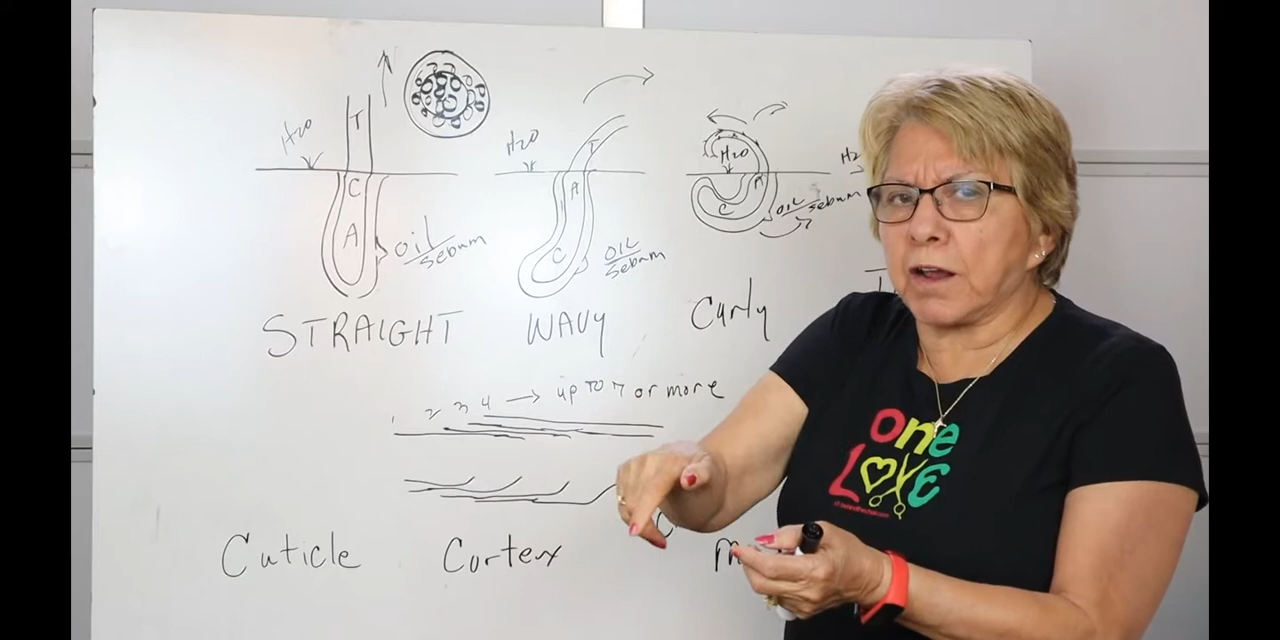 H2O
T
C
A
oil/sebum
STRAIGHT
H2O
T
A
C
OIL/sebum
WAVY
H2O
A
C
OIL/sebum
Curly
H2
1 2 3 4 → up to 7 or more
Cuticle Cortex
one
LOVE